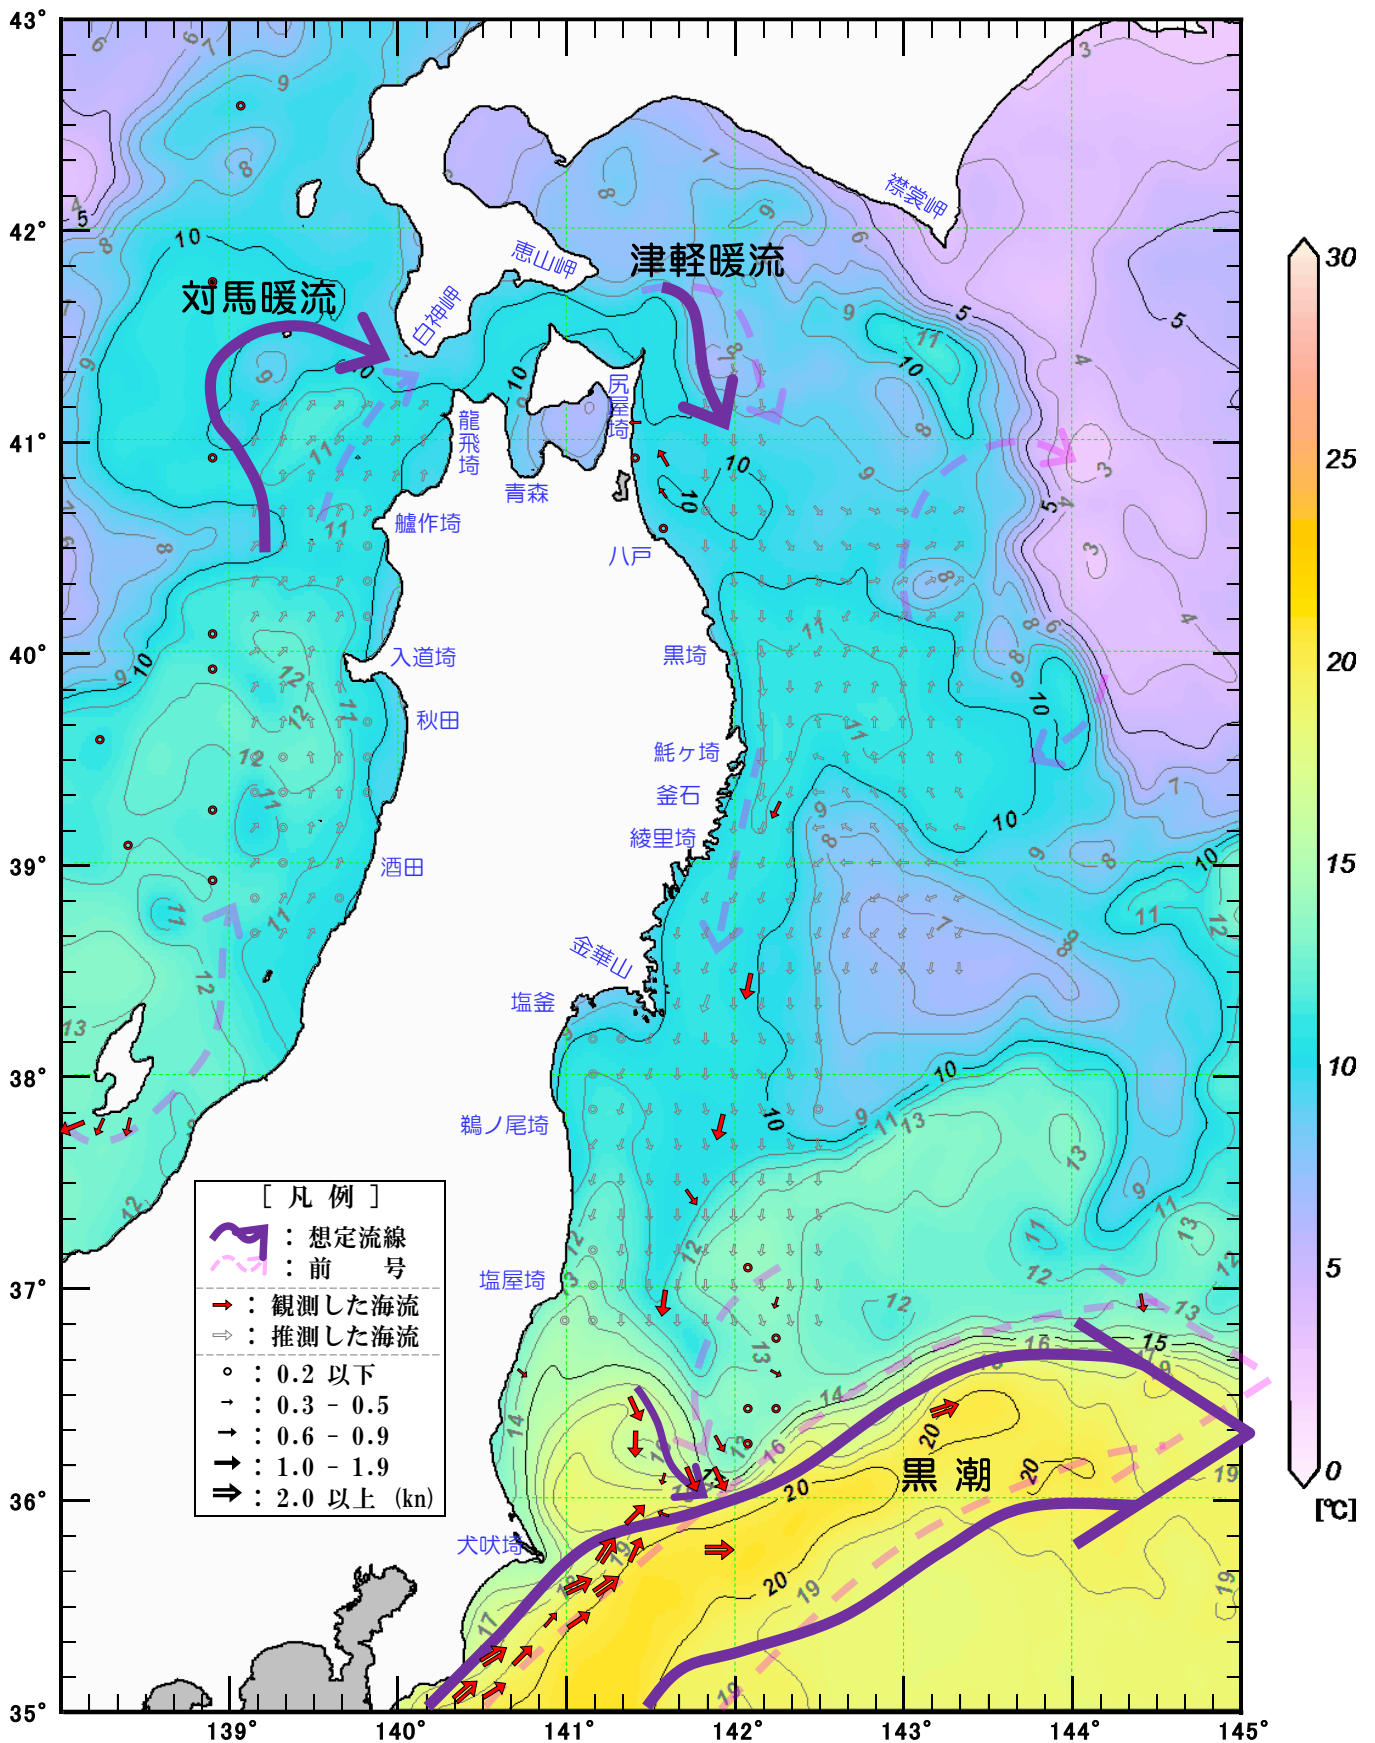 43°
42°
41°
40°
39°
38°
37°
36°
35°
139°
140°
141°
142°
143°
144°
145°
対馬暖流
津軽暖流
黒潮
襟裳岬
恵山岬
白神岬
龍飛埼
尻屋埼
青森
艫作埼
八戸
入道埼
黒埼
秋田
魹ヶ埼
釜石
綾里埼
酒田
金華山
塩釜
鵜ノ尾埼
塩屋埼
犬吠埼
[ 凡 例 ]
: 想定流線
: 前 号
: 観測した海流
: 推測した海流
: 0.2 以下
: 0.3 - 0.5
: 0.6 - 0.9
: 1.0 - 1.9
: 2.0 以上 (kn)
30
25
20
15
10
5
0
[℃]